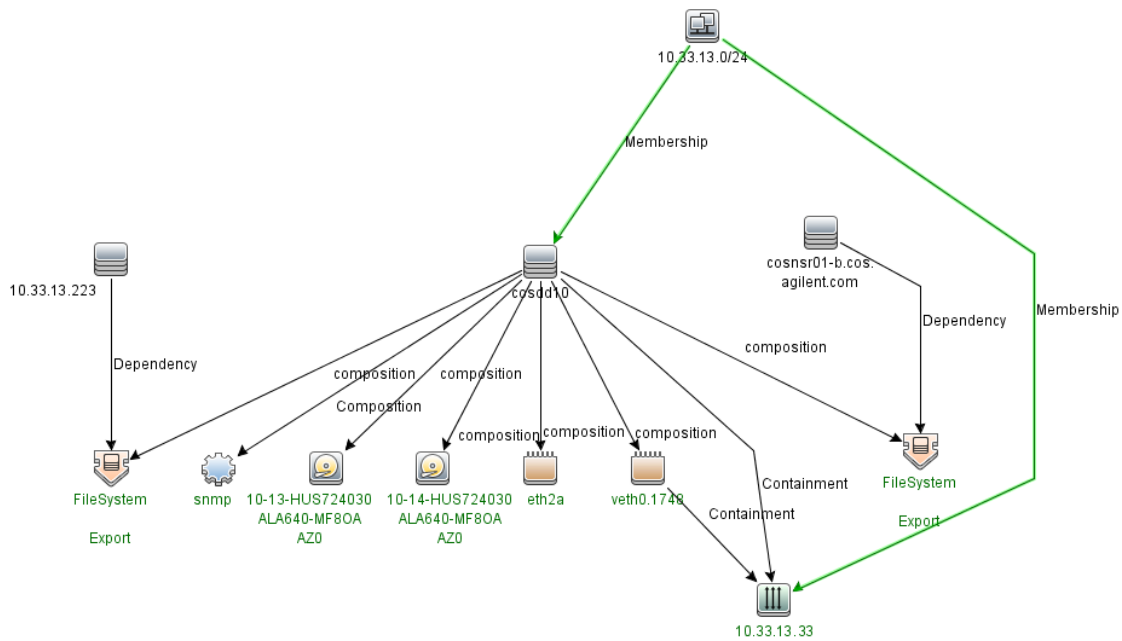 10.33.13.0/24
Membership
cosnsr01-b.cos.
agilent.com
10.33.13.223
cosdd10
Membership
Dependency
composition
Dependency
composition
composition
Composition
composition
composition
composition
FileSystem
Export
snmp
10-13-HUS724030
ALA640-MF8OA
AZ0
10-14-HUS724030
ALA640-MF8OA
AZ0
eth2a
veth0.1748
Containment
Containment
FileSystem
Export
10.33.13.33